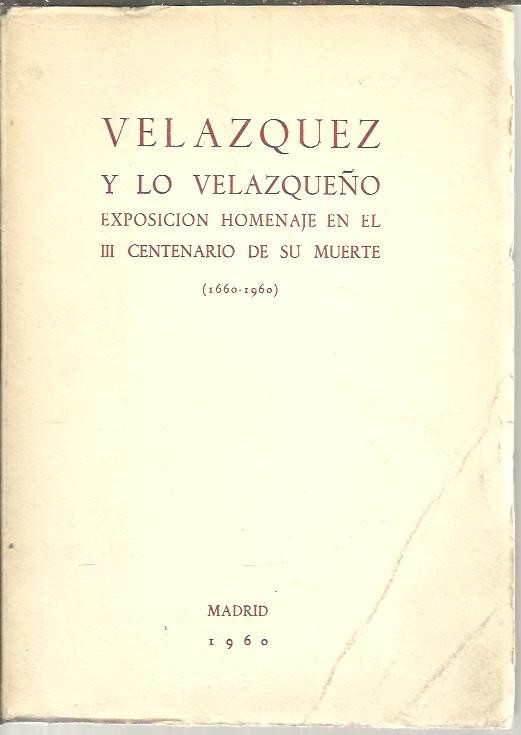 VELAZQUEZ
Y LO VELAZQUEÑO
EXPOSICION HOMENAJE EN EL
III CENTENARIO DE SU MUERTE
(1660-1960)
MADRID
1960